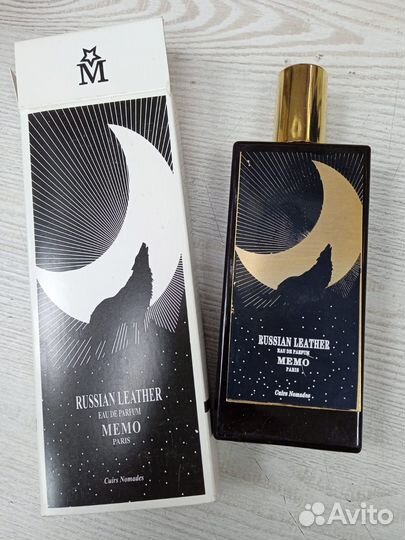 M
RUSSIAN LEATHER
EAU DE PARFUM
MEMO
PARIS
Cuirs Nomades
RUSSIAN LEATHER
EAU DE PARFUM
MEMO
PARIS
Cuirs Nomades
Avito